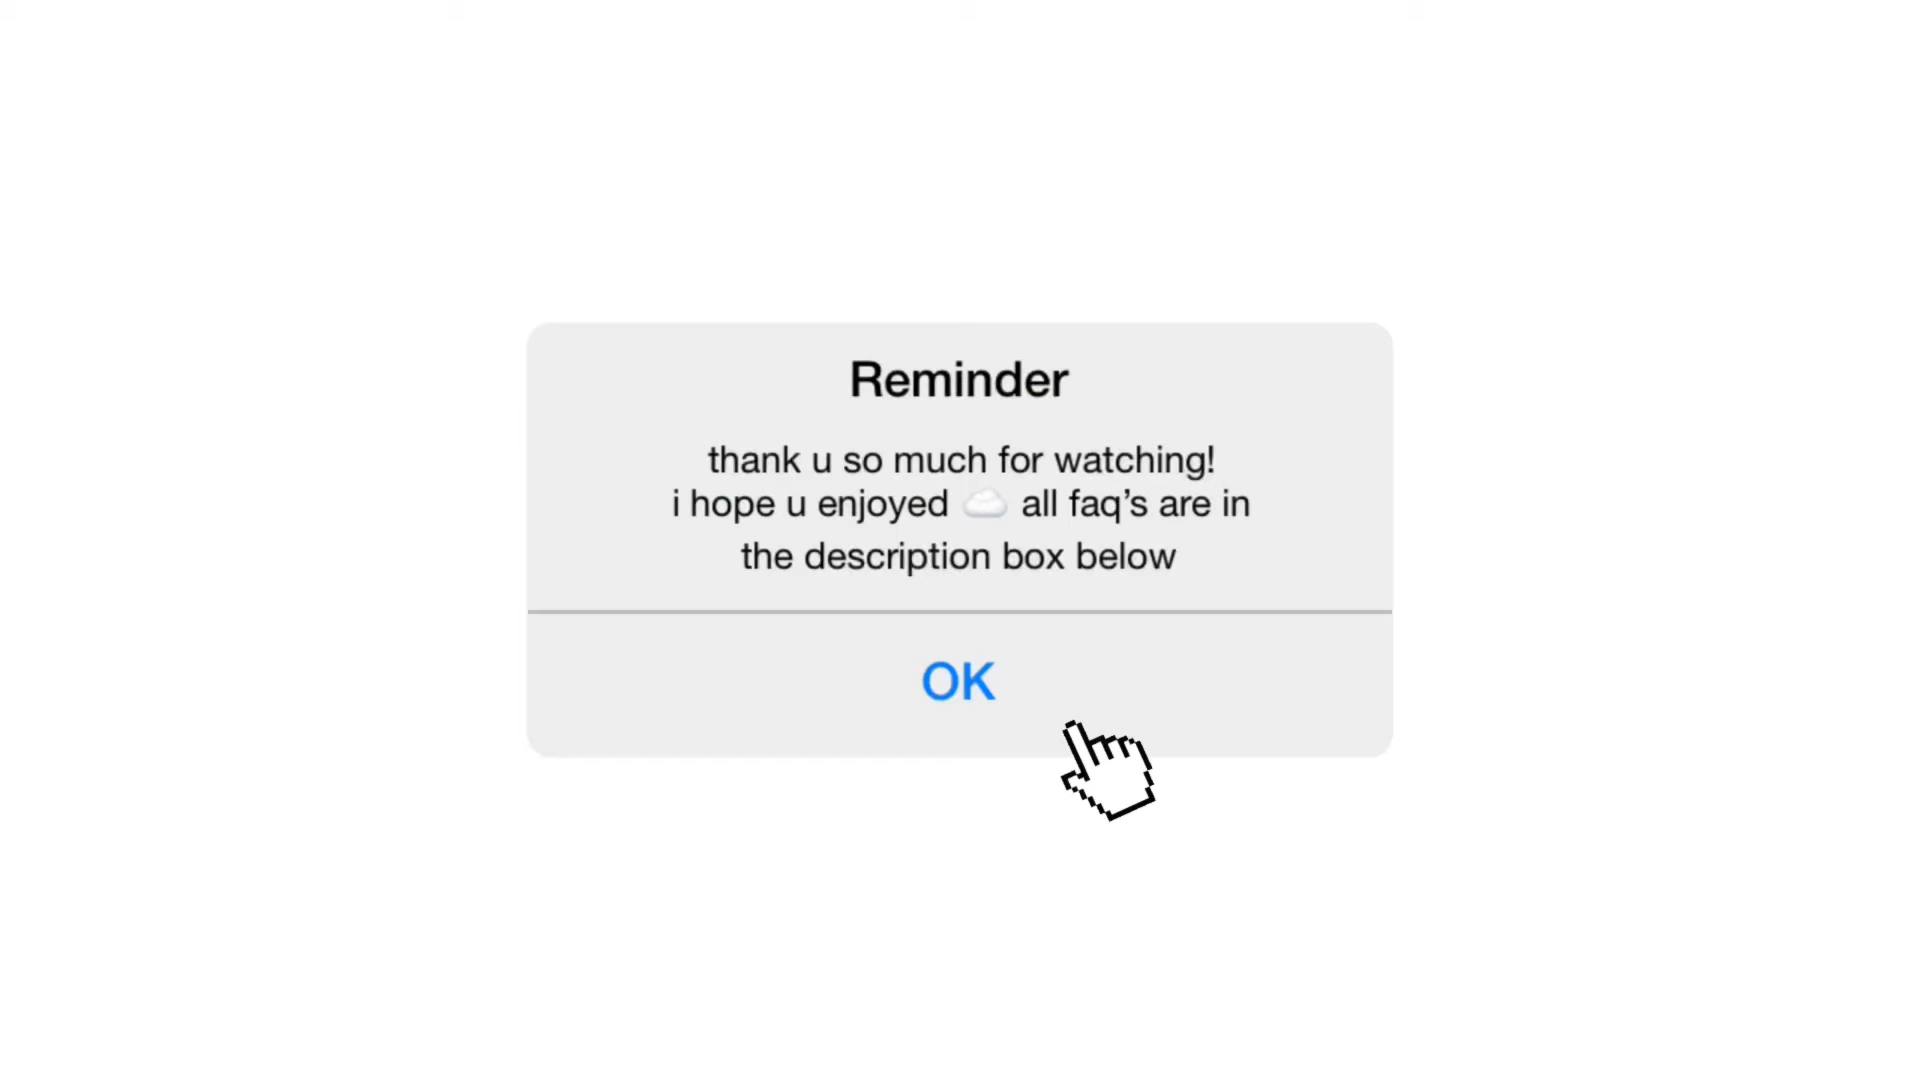 Reminder
thank u so much for watching!
i hope u enjoyed ☁️ all faq’s are in
the description box below
OK